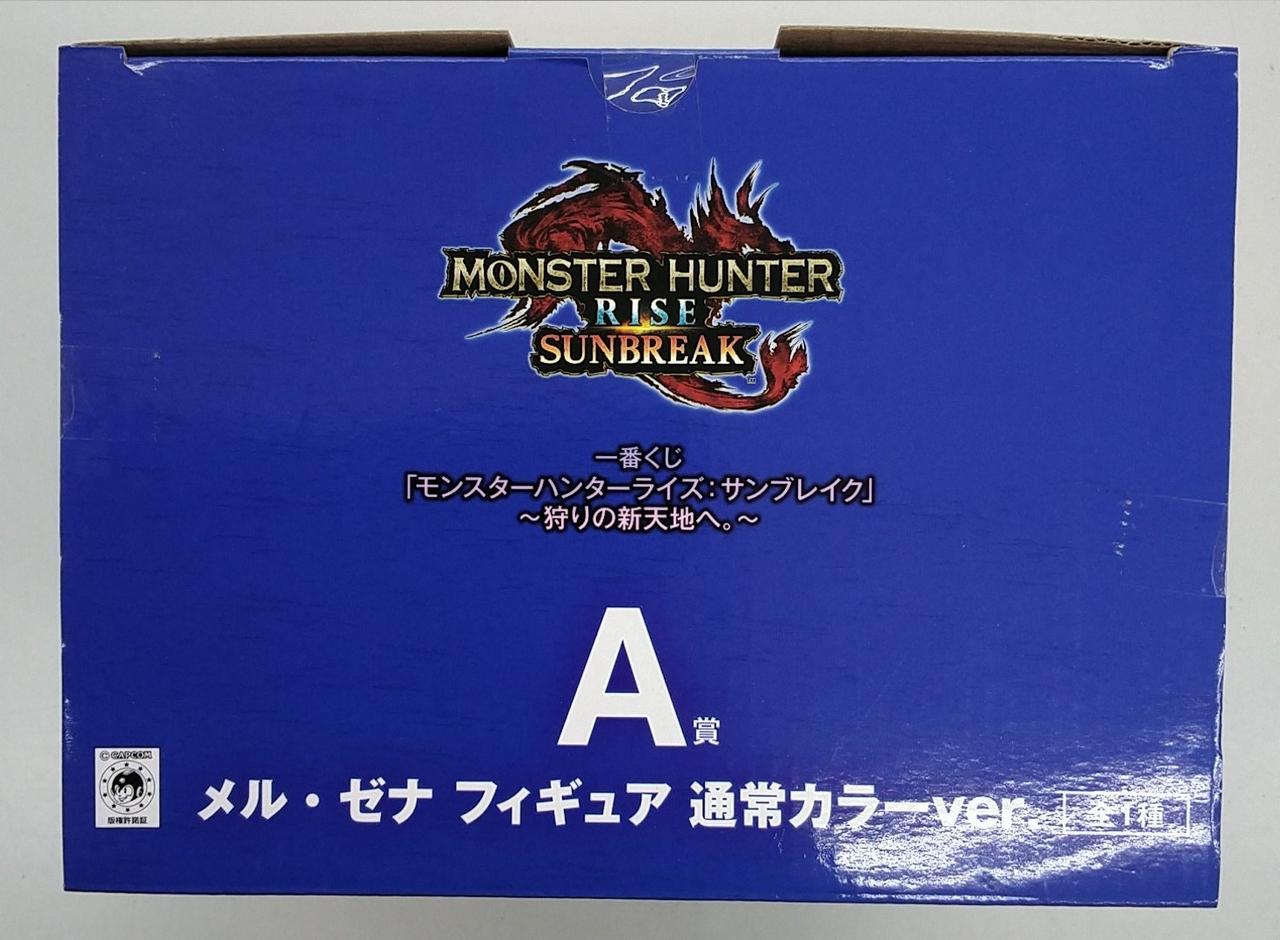 MONSTER HUNTER
RISE
SUNBREAK
TM
一番くじ
「モンスターハンターライズ：サンブレイク」
～狩りの新天地へ。～
A賞
© CAPCOM
版権許諾証
メル・ゼナ フィギュア 通常カラーver. 全1種